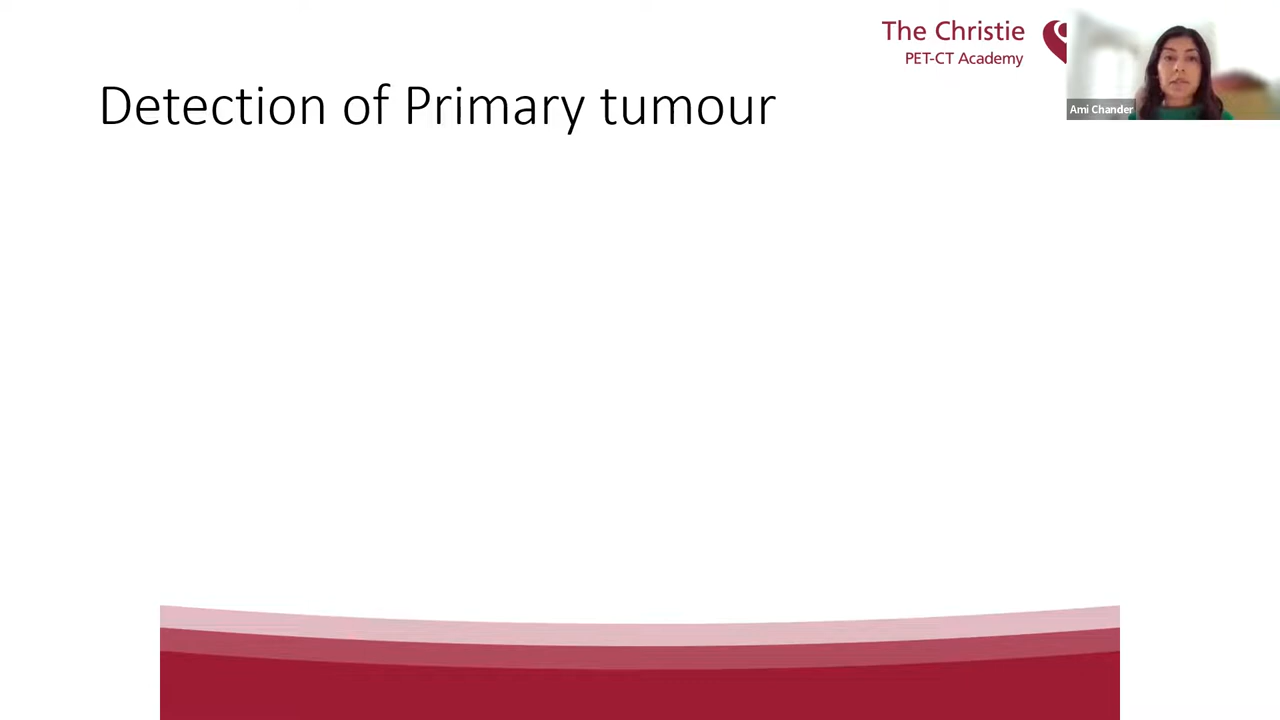 The Christie
PET-CT Academy
Detection of Primary tumour
Ami Chander